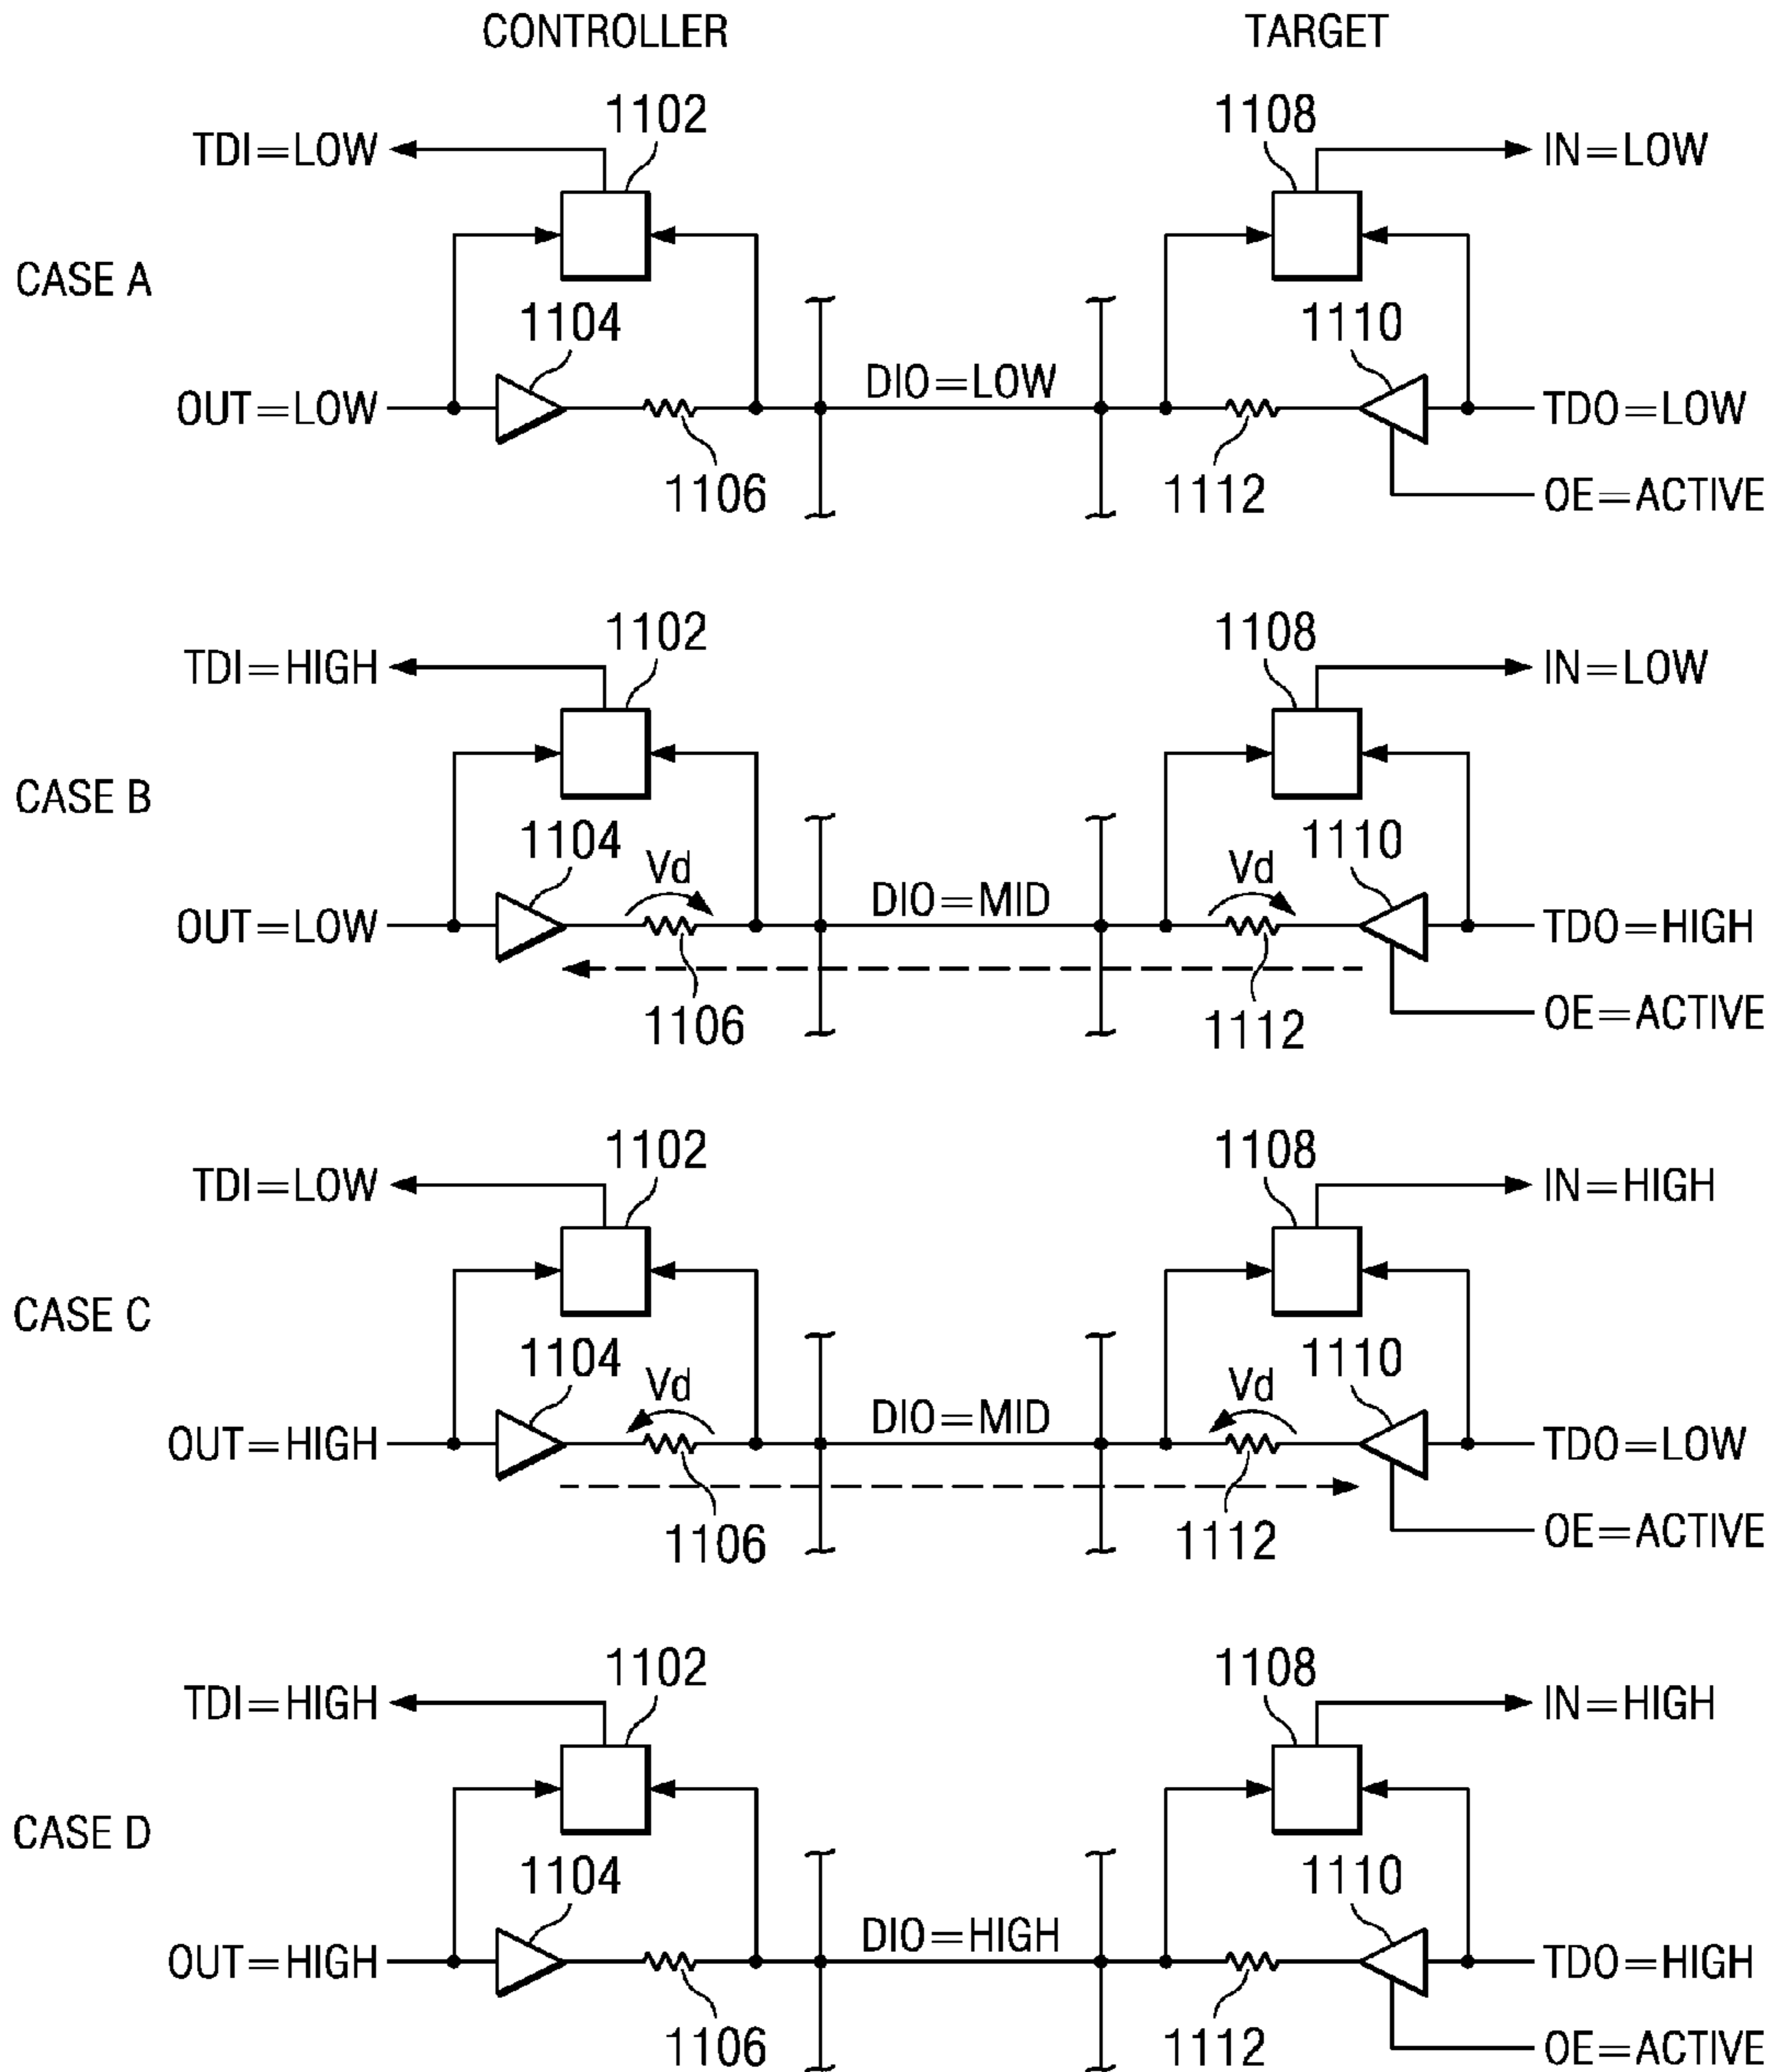 CONTROLLER TARGET
1102 1108
TDI=LOW IN=LOW
CASE A
1104 1110
OUT=LOW DIO=LOW TDO=LOW
1106 1112 OE=ACTIVE
1102 1108
TDI=HIGH IN=LOW
CASE B
1104 1110
Vd Vd
OUT=LOW DIO=MID TDO=HIGH
1106 1112 OE=ACTIVE
1102 1108
TDI=LOW IN=HIGH
CASE C
1104 1110
Vd Vd
OUT=HIGH DIO=MID TDO=LOW
1106 1112 OE=ACTIVE
1102 1108
TDI=HIGH IN=HIGH
CASE D
1104 1110
OUT=HIGH DIO=HIGH TDO=HIGH
1106 1112 OE=ACTIVE